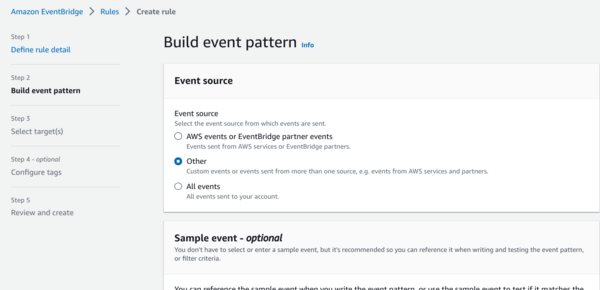 Amazon EventBridge > Rules > Create rule
Step 1
Define rule detail
Step 2
Build event pattern
Step 3
Select target(s)
Step 4 - optional
Configure tags
Step 5
Review and create
Build event pattern Info
Event source
Event source
Select the event source from which events are sent.
AWS events or EventBridge partner events
Events sent from AWS services or EventBridge partners.
Other
Custom events or events sent from more than one source, e.g. events from AWS services and partners.
All events
All events sent to your account.
Sample event - optional
You don't have to select or enter a sample event, but it's recommended so you can reference it when writing and testing the event pattern,
or filter criteria.
You can reference the sample event when you write the event pattern, or use the sample event to test if it matches the